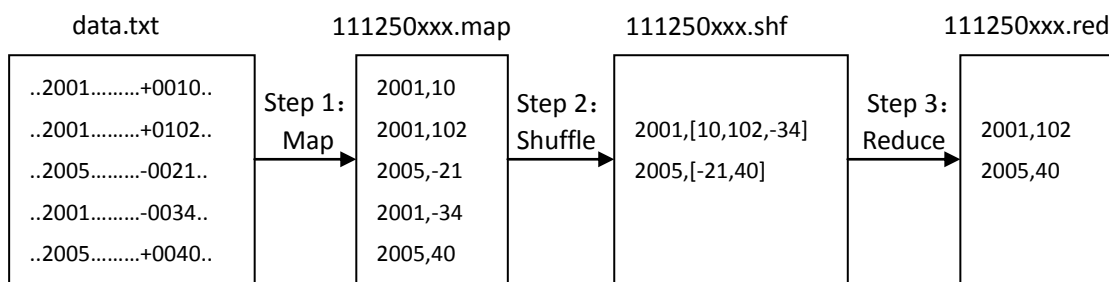 data.txt
111250xxx.map
111250xxx.shf
111250xxx.red
..2001………+0010..
..2001………+0102..
..2005………-0021..
..2001………-0034..
..2005………+0040..
Step 1：
Map
2001,10
2001,102
2005,-21
2001,-34
2005,40
Step 2：
Shuffle
2001,[10,102,-34]
2005,[-21,40]
Step 3：
Reduce
2001,102
2005,40